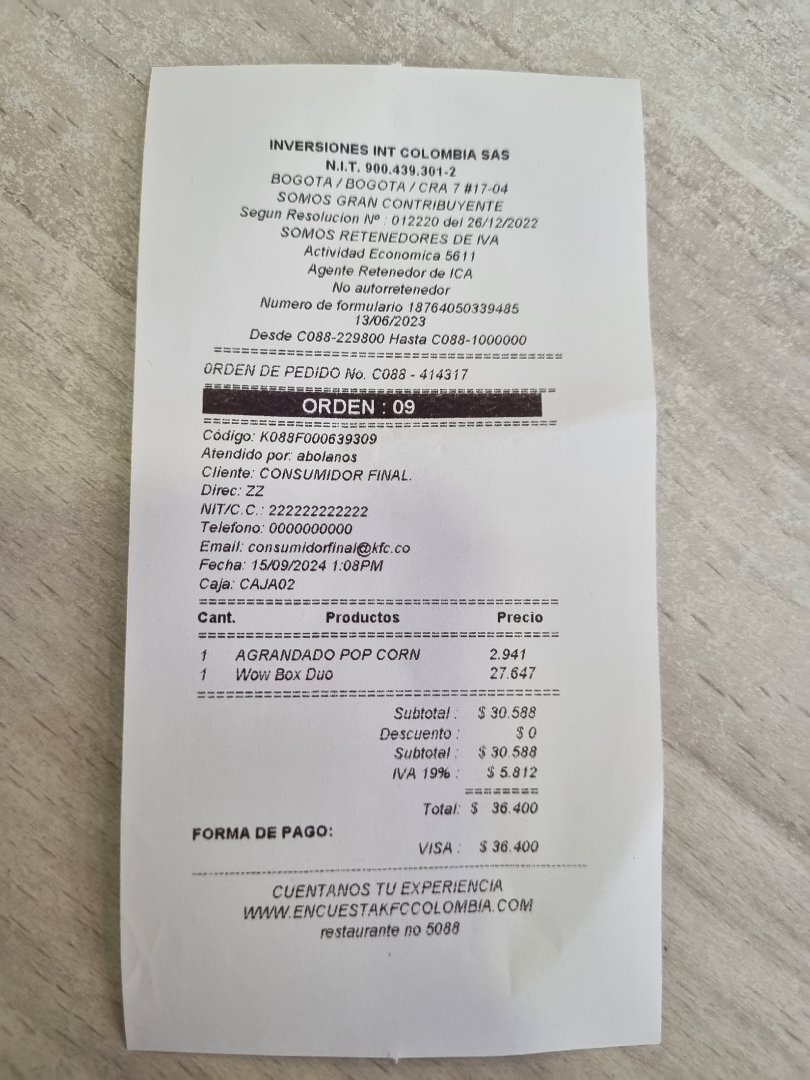 INVERSIONES INT COLOMBIA SAS
N.I.T. 900.439.301-2
BOGOTA / BOGOTA / CRA 7 #17-04
SOMOS GRAN CONTRIBUYENTE
Segun Resolucion Nº : 012220 del 26/12/2022
SOMOS RETENEDORES DE IVA
Actividad Economica 5611
Agente Retenedor de ICA
No autorretenedor
Numero de formulario 18764050339485
13/06/2023
Desde C088-229800 Hasta C088-1000000
===================================
ORDEN DE PEDIDO No. C088 - 414317
===================================
ORDEN : 09
===================================
Código: K088F000639309
Atendido por: abolanos
Cliente: CONSUMIDOR FINAL.
Direc: ZZ
NIT/C.C.: 222222222222
Telefono: 0000000000
Email: consumidorfinal@kfc.co
Fecha: 15/09/2024 1:08PM
Caja: CAJA02
===================================
Cant. Productos Precio
===================================
1 AGRANDADO POP CORN 2.941
1 Wow Box Duo 27.647
===================================
Subtotal : $ 30.588
Descuento : $ 0
Subtotal : $ 30.588
IVA 19% : $ 5.812
========
Total: $ 36.400
FORMA DE PAGO:
VISA : $ 36.400
--------------------------------------------------
CUENTANOS TU EXPERIENCIA
WWW.ENCUESTAKFCCOLOMBIA.COM
restaurante no 5088